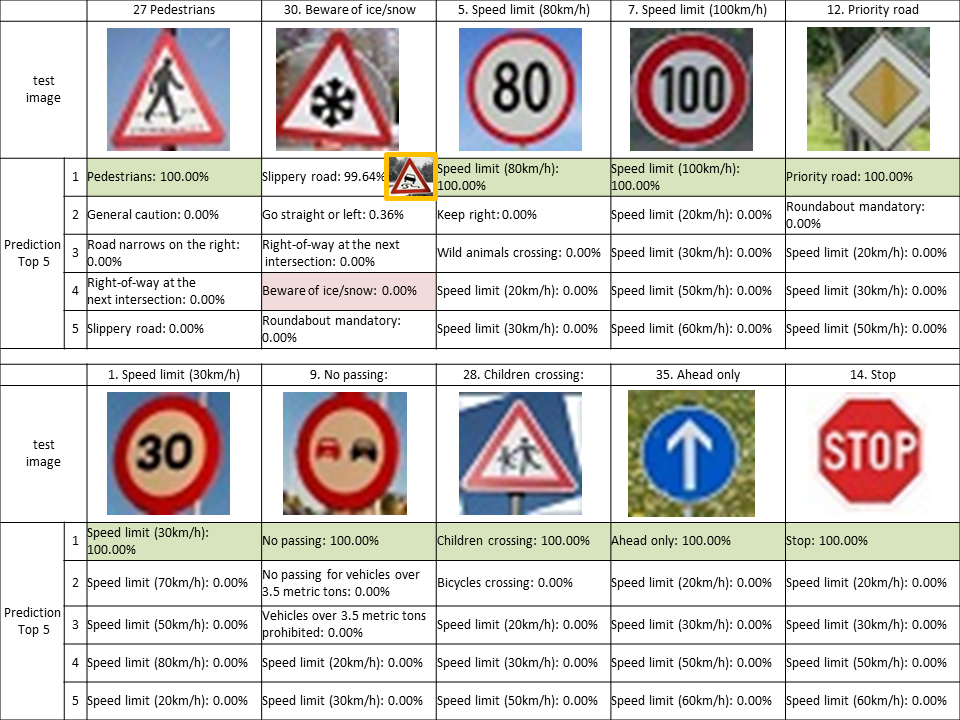 27 Pedestrians
30. Beware of ice/snow
5. Speed limit (80km/h)
7. Speed limit (100km/h)
12. Priority road
test
image
80
100
Prediction
Top 5
1
Pedestrians: 100.00%
Slippery road: 99.64%
Speed limit (80km/h):
100.00%
Speed limit (100km/h):
100.00%
Priority road: 100.00%
2
General caution: 0.00%
Go straight or left: 0.36%
Keep right: 0.00%
Speed limit (20km/h): 0.00%
Roundabout mandatory:
0.00%
3
Road narrows on the right:
0.00%
Right-of-way at the next
intersection: 0.00%
Wild animals crossing: 0.00%
Speed limit (30km/h): 0.00%
Speed limit (20km/h): 0.00%
4
Right-of-way at the
next intersection: 0.00%
Beware of ice/snow: 0.00%
Speed limit (20km/h): 0.00%
Speed limit (50km/h): 0.00%
Speed limit (30km/h): 0.00%
5
Slippery road: 0.00%
Roundabout mandatory:
0.00%
Speed limit (30km/h): 0.00%
Speed limit (60km/h): 0.00%
Speed limit (50km/h): 0.00%
1. Speed limit (30km/h)
9. No passing:
28. Children crossing:
35. Ahead only
14. Stop
test
image
30
STOP
Prediction
Top 5
1
Speed limit (30km/h):
100.00%
No passing: 100.00%
Children crossing: 100.00%
Ahead only: 100.00%
Stop: 100.00%
2
Speed limit (70km/h): 0.00%
No passing for vehicles over
3.5 metric tons: 0.00%
Bicycles crossing: 0.00%
Speed limit (20km/h): 0.00%
Speed limit (20km/h): 0.00%
3
Speed limit (50km/h): 0.00%
Vehicles over 3.5 metric tons
prohibited: 0.00%
Speed limit (20km/h): 0.00%
Speed limit (30km/h): 0.00%
Speed limit (30km/h): 0.00%
4
Speed limit (80km/h): 0.00%
Speed limit (20km/h): 0.00%
Speed limit (30km/h): 0.00%
Speed limit (50km/h): 0.00%
Speed limit (50km/h): 0.00%
5
Speed limit (20km/h): 0.00%
Speed limit (30km/h): 0.00%
Speed limit (50km/h): 0.00%
Speed limit (60km/h): 0.00%
Speed limit (60km/h): 0.00%